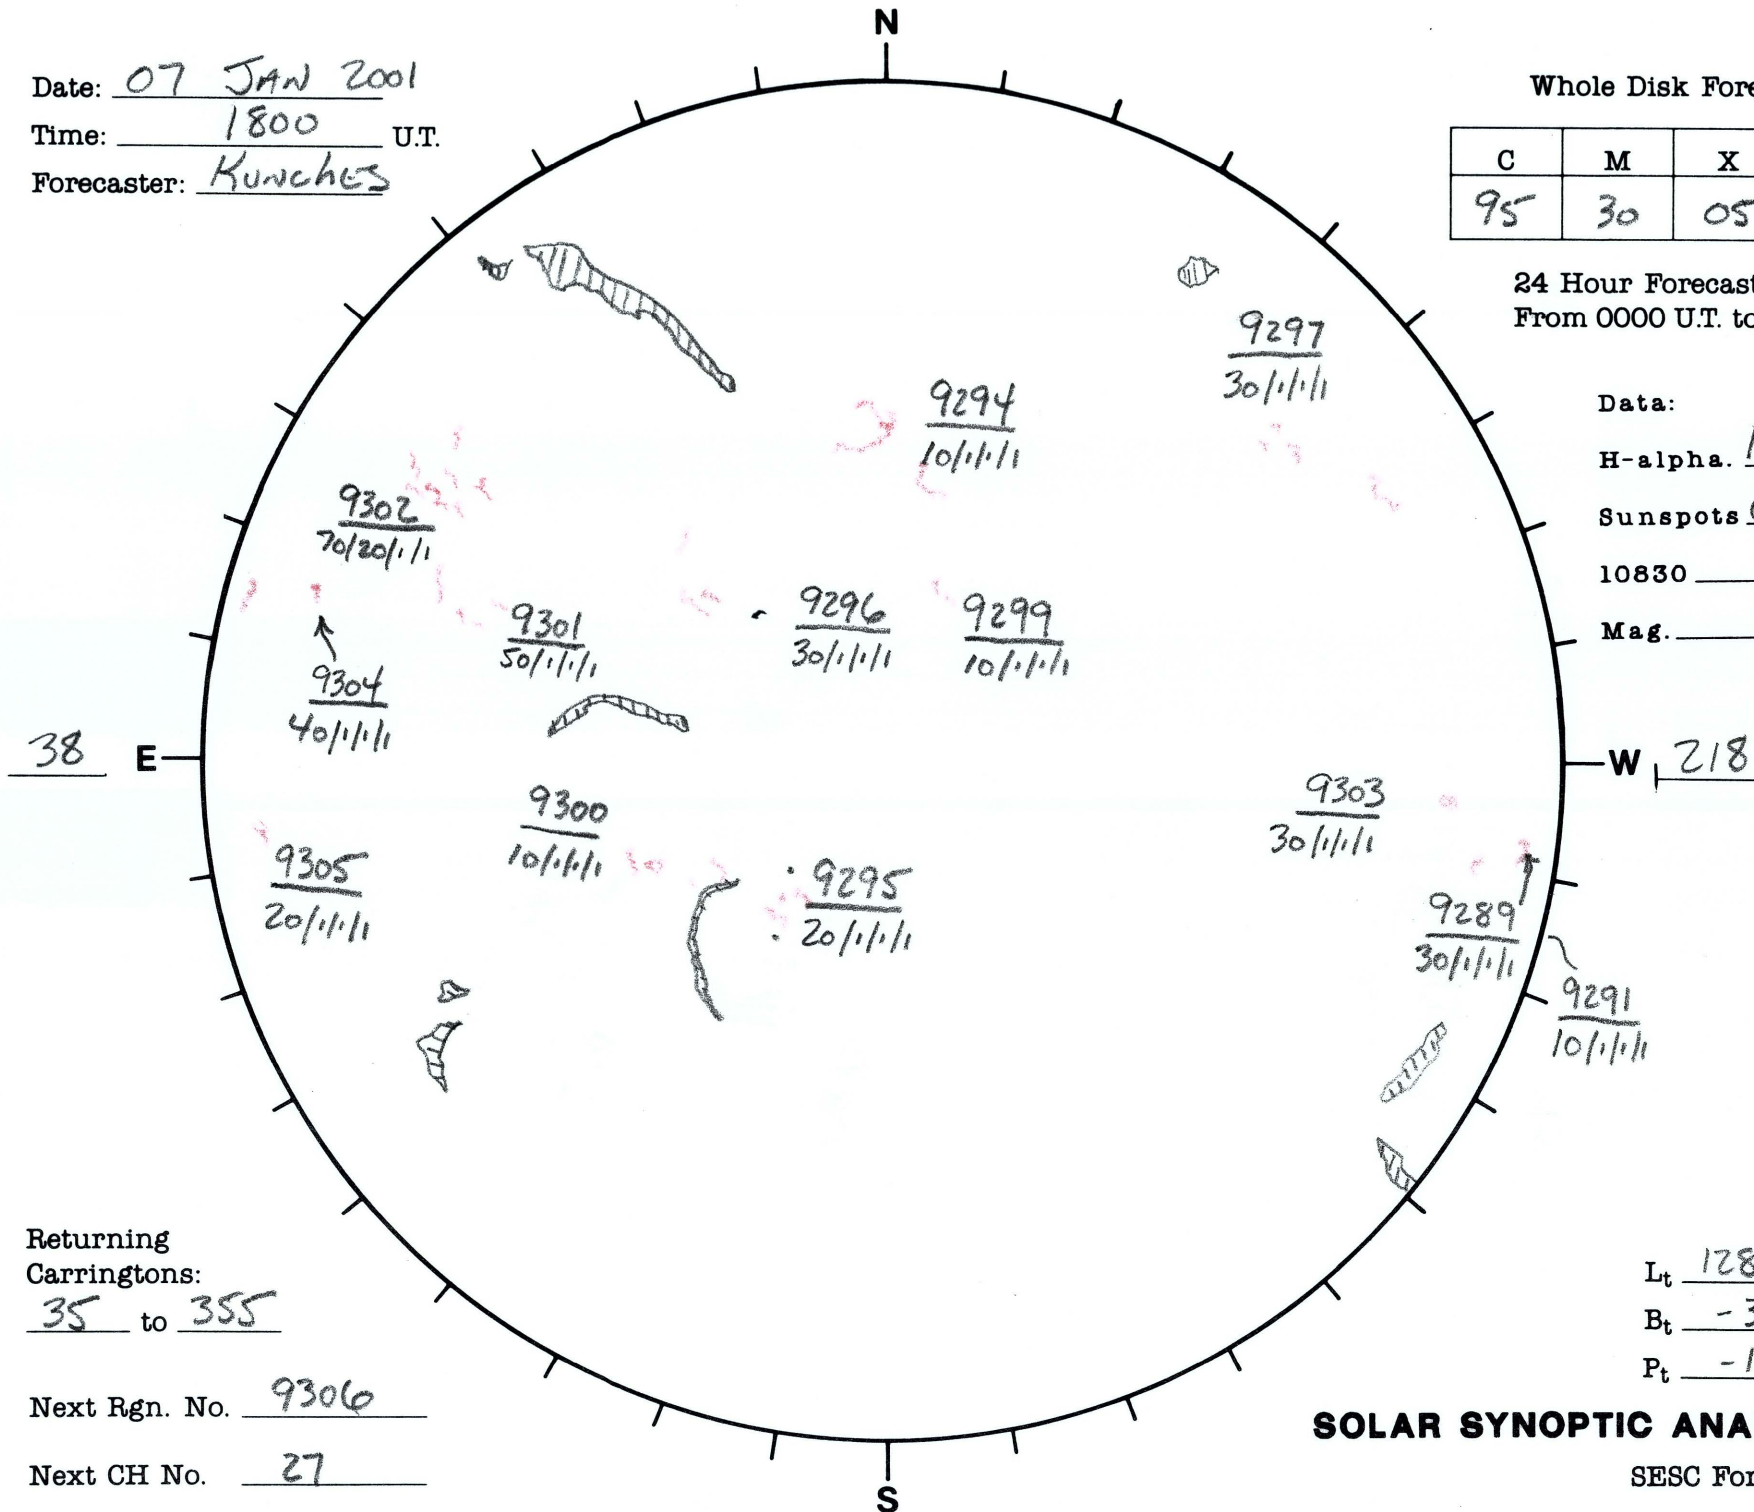 N
Date: 07 JAN 2001
Time: 1800 U.T.
Forecaster: Kunches
Whole Disk Fore
C M X
95 30 05
24 Hour Forecast
From 0000 U.T. to
9297
30/1/1/1
9294
10/1/1/1
Data:
H-alpha.
Sunspots
10830
Mag.
9302
70/20/1/1
9301
50/1/1/1
9296
30/1/1/1
9299
10/1/1/1
9304
40/1/1/1
38 E
W 218
9300
10/1/1/1
9303
30/1/1/1
9305
20/1/1/1
9295
20/1/1/1
9289
30/1/1/1
9291
10/1/1/1
Returning
Carringtons:
35 to 355
Lt 128
Bt -3
Pt -1
Next Rgn. No. 9306
Next CH No. 27
SOLAR SYNOPTIC ANA
SESC For
S